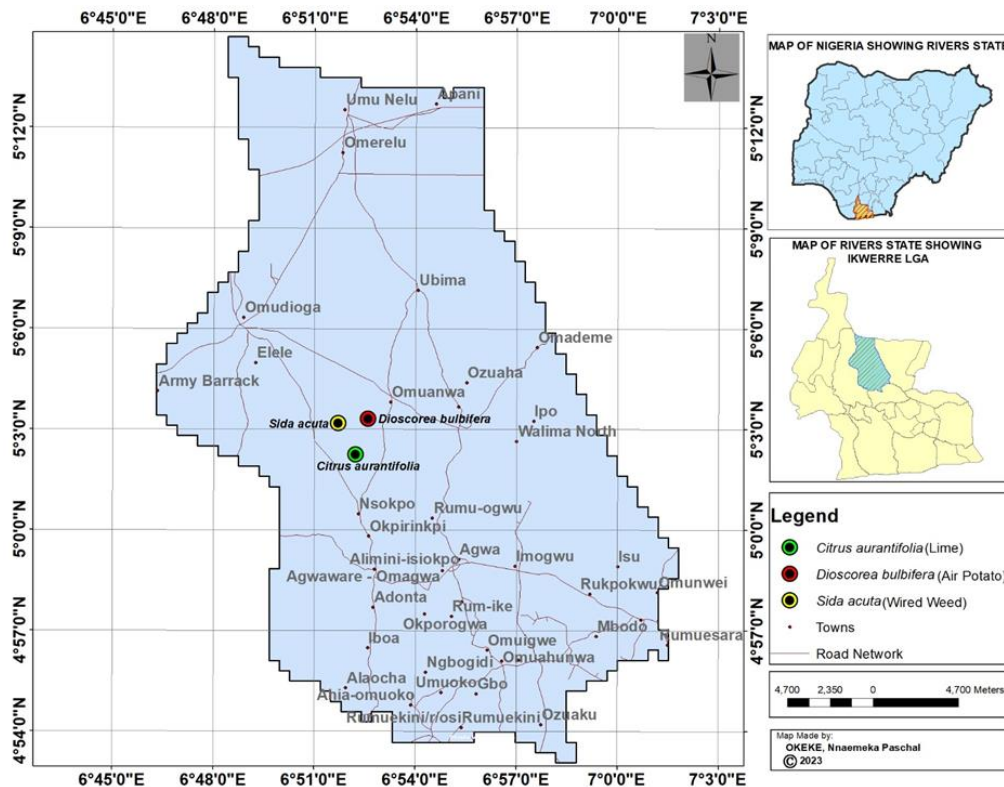 6°45'0"E 6°48'0"E 6°51'0"E 6°54'0"E 6°57'0"E 7°0'0"E 7°3'0"E
N
Umu Nelu
Apani
5°12'0"N
5°12'0"N
Omerelu
5°9'0"N
5°9'0"N
Ubima
Omudioga
5°6'0"N
5°6'0"N
Omademe
Elele
Ozuaha
Army Barrack
Omuanwa
Sida acuta
Dioscorea bulbifera
Ipo
5°3'0"N
5°3'0"N
Walima North
Citrus aurantifolia
Nsokpo
Rumu-ogwu
5°0'0"N
5°0'0"N
Okpirinkpi
Agwa
Alimini-isiokpo
Imogwu
Isu
Agwaware - Omagwa
Rukpokwu
Omunwei
Adonta
Rum-ike
Okporogwa
4°57'0"N
4°57'0"N
Mbodo
Rumuesara
Iboa
Omuigwe
Omuahunwa
Ngbogidi
Alaocha
Umuoko
Gbo
Ahia-omuoko
Rumuekini/r/osi
Rumuekini
Ozuaku
4°54'0"N
4°54'0"N
6°45'0"E 6°48'0"E 6°51'0"E 6°54'0"E 6°57'0"E 7°0'0"E 7°3'0"E
MAP OF NIGERIA SHOWING RIVERS STATE
MAP OF RIVERS STATE SHOWING
IKWERRE LGA
Legend
Citrus aurantifolia (Lime)
Dioscorea bulbifera (Air Potato)
Sida acuta (Wired Weed)
Towns
Road Network
4,700 2,350 0 4,700 Meters
Map Made by:
OKEKE, Nnaemeka Paschal
© 2023